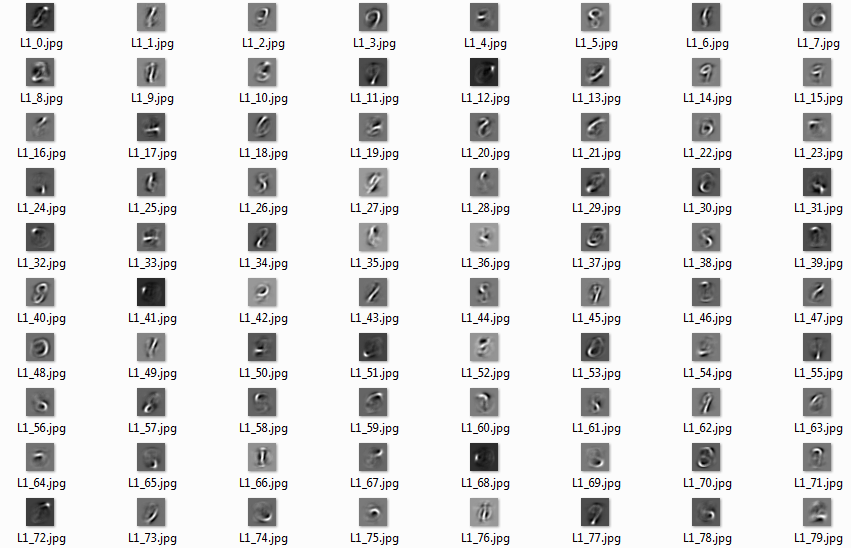 L1_0.jpg L1_1.jpg L1_2.jpg L1_3.jpg L1_4.jpg L1_5.jpg L1_6.jpg L1_7.jpg
L1_8.jpg L1_9.jpg L1_10.jpg L1_11.jpg L1_12.jpg L1_13.jpg L1_14.jpg L1_15.jpg
L1_16.jpg L1_17.jpg L1_18.jpg L1_19.jpg L1_20.jpg L1_21.jpg L1_22.jpg L1_23.jpg
L1_24.jpg L1_25.jpg L1_26.jpg L1_27.jpg L1_28.jpg L1_29.jpg L1_30.jpg L1_31.jpg
L1_32.jpg L1_33.jpg L1_34.jpg L1_35.jpg L1_36.jpg L1_37.jpg L1_38.jpg L1_39.jpg
L1_40.jpg L1_41.jpg L1_42.jpg L1_43.jpg L1_44.jpg L1_45.jpg L1_46.jpg L1_47.jpg
L1_48.jpg L1_49.jpg L1_50.jpg L1_51.jpg L1_52.jpg L1_53.jpg L1_54.jpg L1_55.jpg
L1_56.jpg L1_57.jpg L1_58.jpg L1_59.jpg L1_60.jpg L1_61.jpg L1_62.jpg L1_63.jpg
L1_64.jpg L1_65.jpg L1_66.jpg L1_67.jpg L1_68.jpg L1_69.jpg L1_70.jpg L1_71.jpg
L1_72.jpg L1_73.jpg L1_74.jpg L1_75.jpg L1_76.jpg L1_77.jpg L1_78.jpg L1_79.jpg